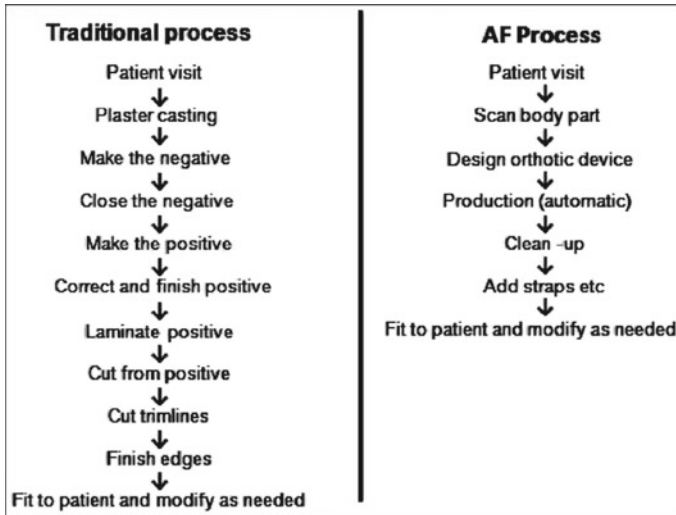 Traditional process
Patient visit
Plaster casting
Make the negative
Close the negative
Make the positive
Correct and finish positive
Laminate positive
Cut from positive
Cut trimlines
Finish edges
Fit to patient and modify as needed
AF Process
Patient visit
Scan body part
Design orthotic device
Production (automatic)
Clean -up
Add straps etc
Fit to patient and modify as needed